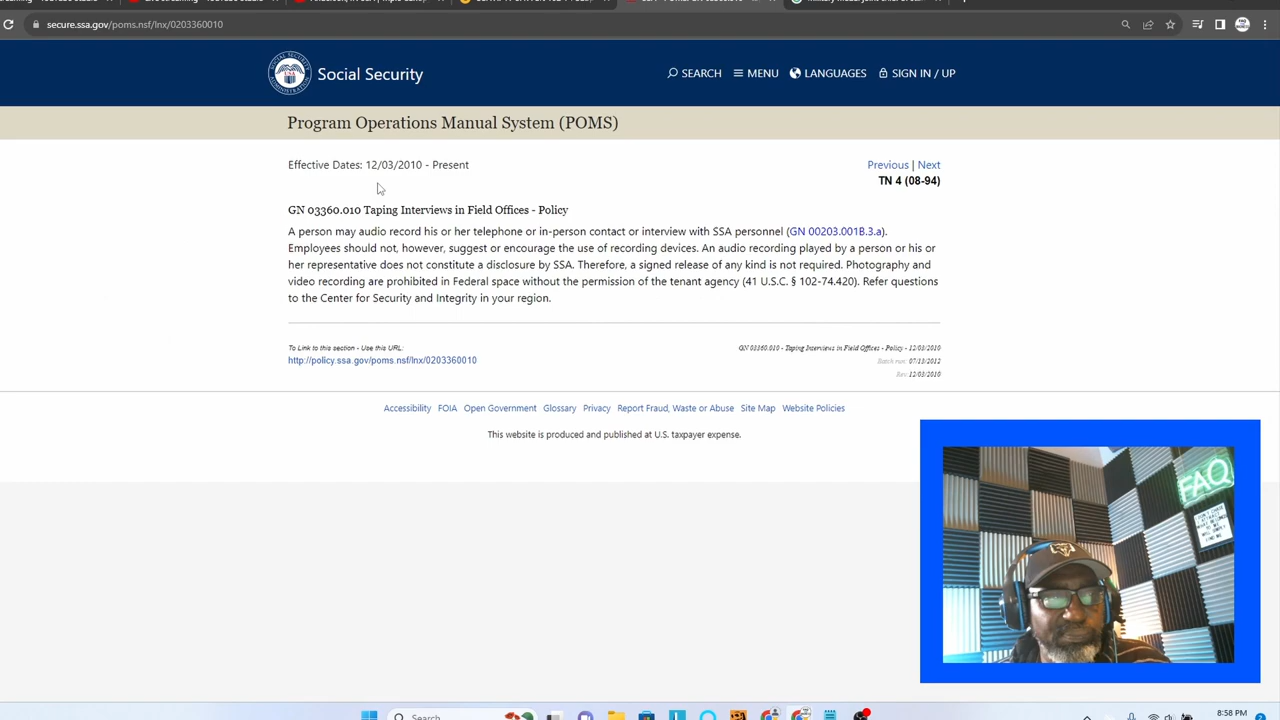 secure.ssa.gov/poms.nsf/lnx/0203360010
Social Security
SEARCH
MENU
LANGUAGES
SIGN IN / UP
Program Operations Manual System (POMS)
Effective Dates: 12/03/2010 - Present
Previous | Next
TN 4 (08-94)
GN 03360.010 Taping Interviews in Field Offices - Policy
A person may audio record his or her telephone or in-person contact or interview with SSA personnel (GN 00203.001B.3.a).
Employees should not, however, suggest or encourage the use of recording devices. An audio recording played by a person or his or
her representative does not constitute a disclosure by SSA. Therefore, a signed release of any kind is not required. Photography and
video recording are prohibited in Federal space without the permission of the tenant agency (41 U.S.C. § 102-74.420). Refer questions
to the Center for Security and Integrity in your region.
To Link to this section - Use this URL:
http://policy.ssa.gov/poms.nsf/lnx/0203360010
GN 03360.010 - Taping Interviews in Field Offices - Policy - 12/03/2010
Batch run: 07/13/2012
Rev: 12/03/2010
Accessibility FOIA Open Government Glossary Privacy Report Fraud, Waste or Abuse Site Map Website Policies
This website is produced and published at U.S. taxpayer expense.
FAQ
Search
8:58 PM